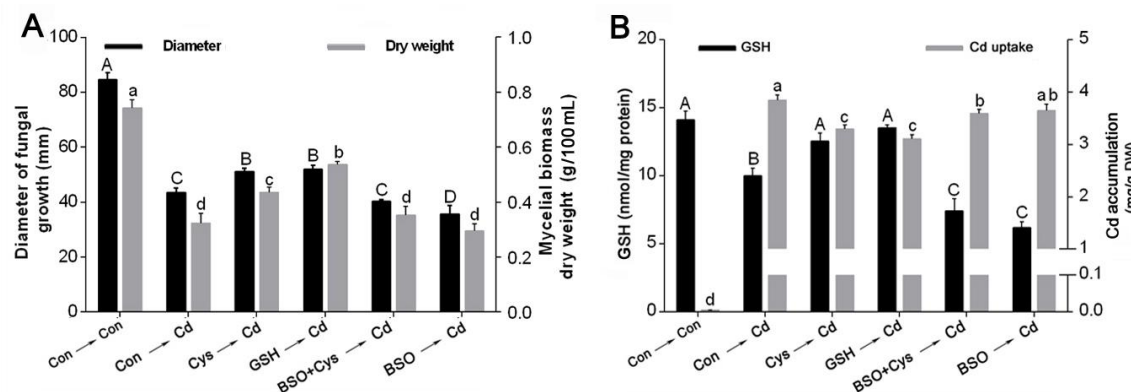 A
Diameter
Dry weight
Diameter of fungal
growth (mm)
100
80
60
40
20
0
A
a
C
d
B
c
B
b
C
d
D
d
1.0
0.8
0.6
0.4
0.2
0.0
Mycelial biomass
dry weight (g/100mL)
Con → Con
Con → Cd
Cys → Cd
GSH → Cd
BSO+Cys → Cd
BSO → Cd
B
GSH
Cd uptake
GSH (nmol/mg protein)
20
15
10
5
0
A
d
B
a
A
c
A
c
C
b
C
ab
5
4
3
2
1
0.1
0.0
Cd accumulation
(mg/g DW)
Con → Con
Con → Cd
Cys → Cd
GSH → Cd
BSO+Cys → Cd
BSO → Cd